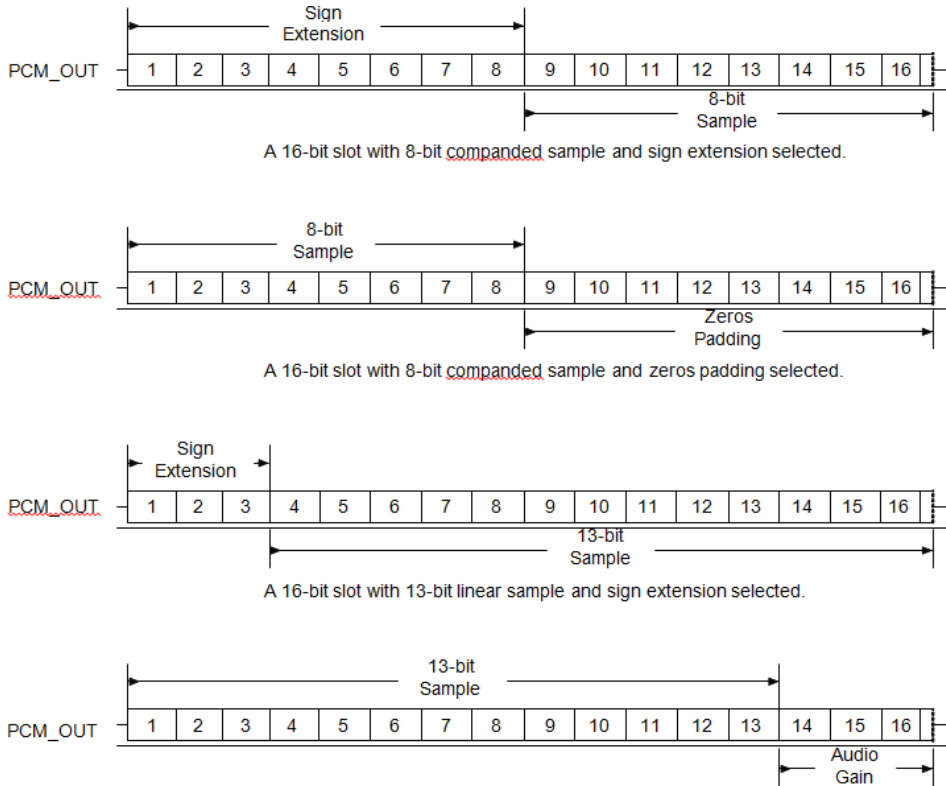 Sign
Extension
PCM_OUT 1 2 3 4 5 6 7 8 9 10 11 12 13 14 15 16
8-bit
Sample
A 16-bit slot with 8-bit companded sample and sign extension selected.
8-bit
Sample
PCM_OUT 1 2 3 4 5 6 7 8 9 10 11 12 13 14 15 16
Zeros
Padding
A 16-bit slot with 8-bit companded sample and zeros padding selected.
Sign
Extension
PCM_OUT 1 2 3 4 5 6 7 8 9 10 11 12 13 14 15 16
13-bit
Sample
A 16-bit slot with 13-bit linear sample and sign extension selected.
13-bit
Sample
PCM_OUT 1 2 3 4 5 6 7 8 9 10 11 12 13 14 15 16
Audio
Gain